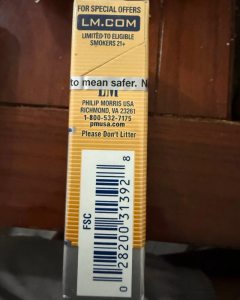 FOR SPECIAL OFFERS
LM.COM
LIMITED TO ELIGIBLE
SMOKERS 21+
to mean safer. N
LM
PHILIP MORRIS USA
RICHMOND, VA 23261
1-800-532-7175
pmusa.com
Please Don't Litter
FSC
0 28200 31392 8